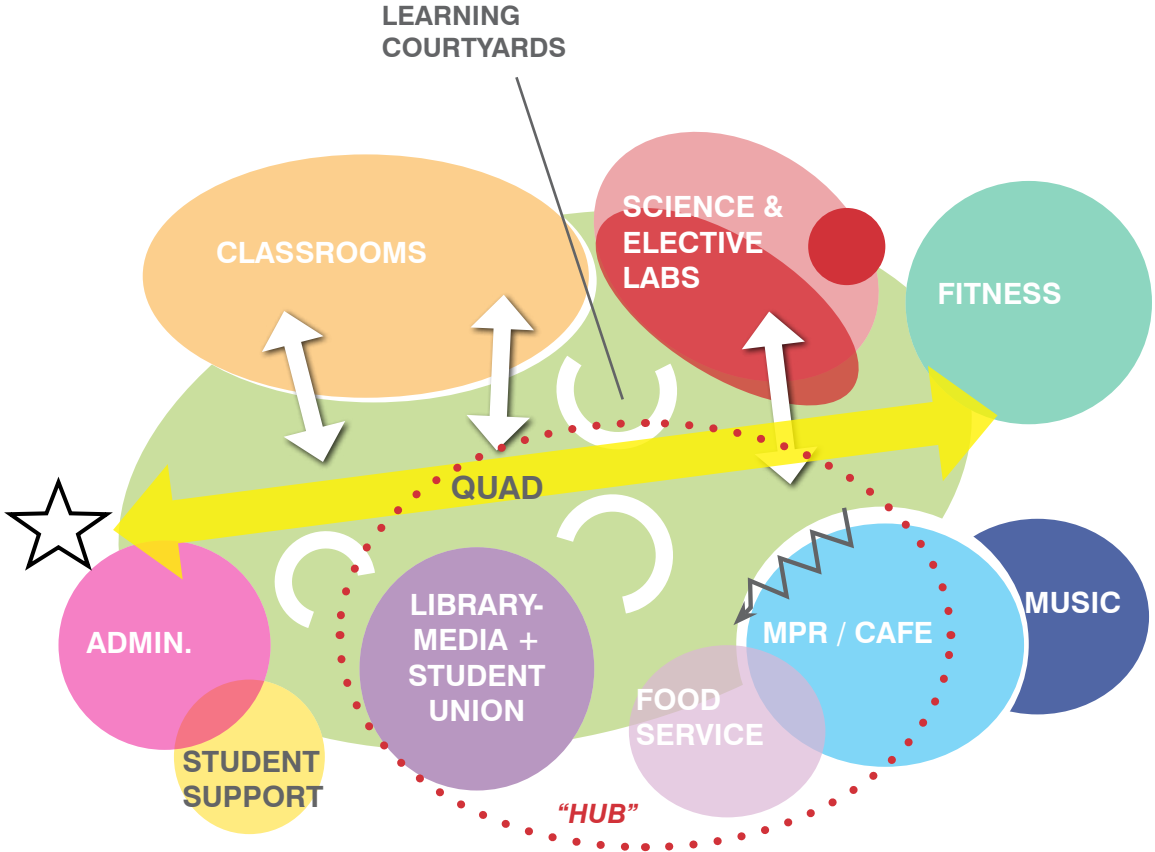 LEARNING
COURTYARDS
CLASSROOMS
SCIENCE &
ELECTIVE
LABS
FITNESS
QUAD
ADMIN.
STUDENT
SUPPORT
LIBRARY-
MEDIA +
STUDENT
UNION
MPR / CAFE
MUSIC
FOOD
SERVICE
“HUB”